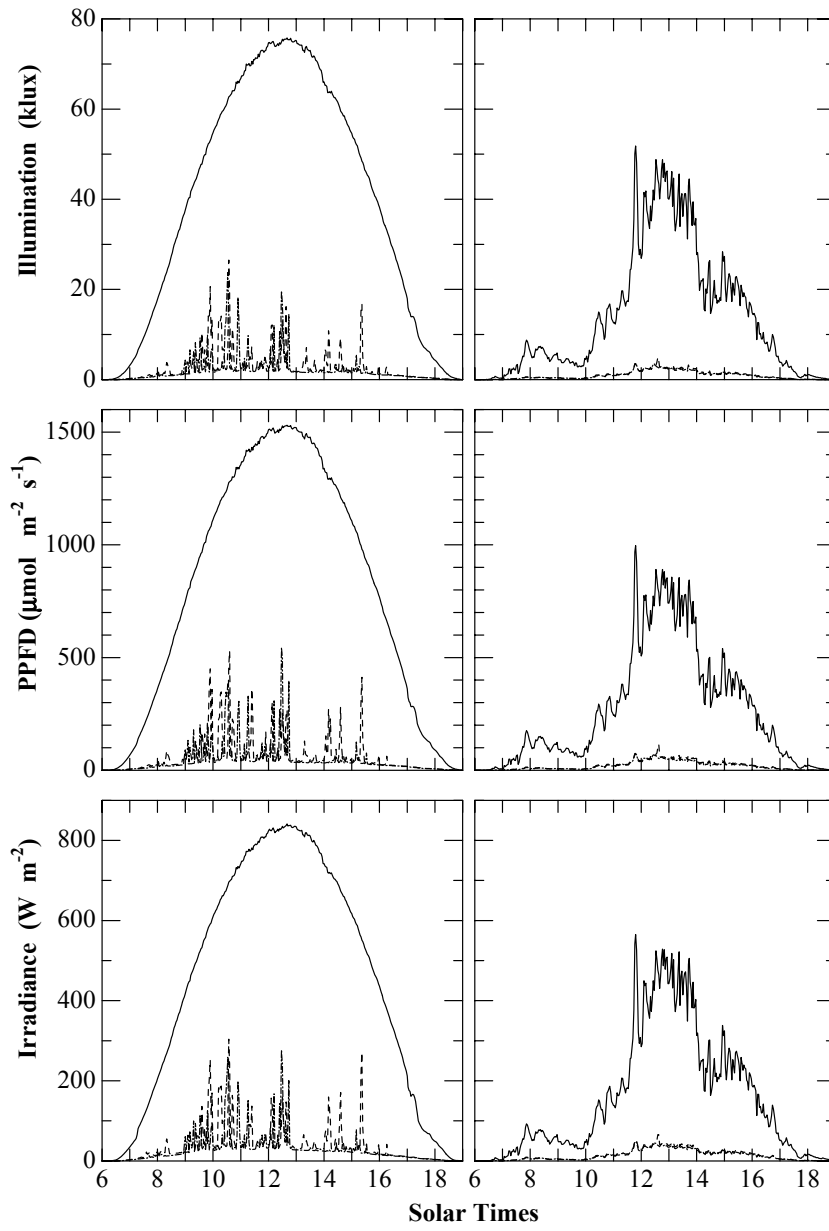 80
60
40
20
0
Illumination (klux)
1500
1000
500
0
PPFD (μmol m⁻² s⁻¹)
800
600
400
200
0
Irradiance (W m⁻²)
6 8 10 12 14 16 18 6 8 10 12 14 16 18
Solar Times